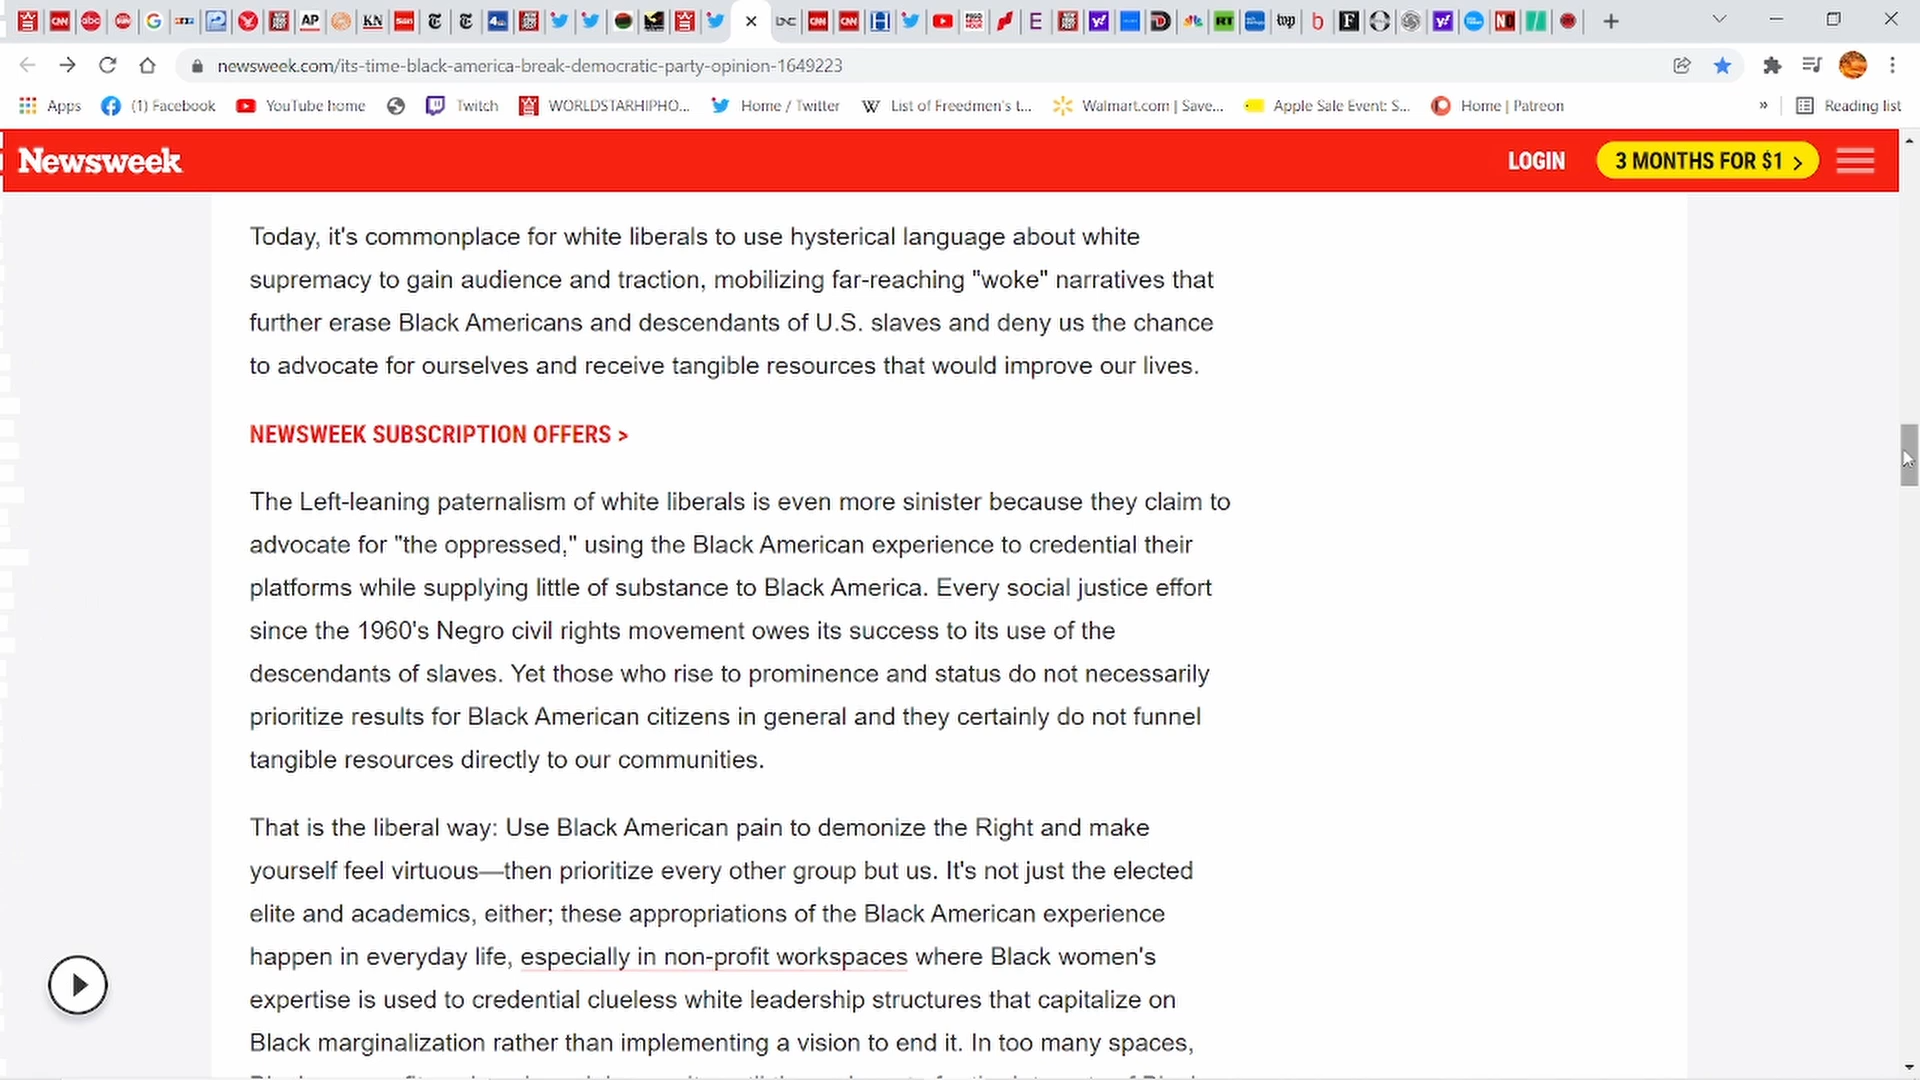 newsweek.com/its-time-black-america-break-democratic-party-opinion-1649223
Apps (1) Facebook YouTube home Twitch WORLDSTARHIPHO... Home / Twitter List of Freedmen's t... Walmart.com | Save... Apple Sale Event: S... Home | Patreon » Reading list
Newsweek LOGIN 3 MONTHS FOR $1 >
Today, it's commonplace for white liberals to use hysterical language about white
supremacy to gain audience and traction, mobilizing far-reaching "woke" narratives that
further erase Black Americans and descendants of U.S. slaves and deny us the chance
to advocate for ourselves and receive tangible resources that would improve our lives.
NEWSWEEK SUBSCRIPTION OFFERS >
The Left-leaning paternalism of white liberals is even more sinister because they claim to
advocate for "the oppressed," using the Black American experience to credential their
platforms while supplying little of substance to Black America. Every social justice effort
since the 1960's Negro civil rights movement owes its success to its use of the
descendants of slaves. Yet those who rise to prominence and status do not necessarily
prioritize results for Black American citizens in general and they certainly do not funnel
tangible resources directly to our communities.
That is the liberal way: Use Black American pain to demonize the Right and make
yourself feel virtuous—then prioritize every other group but us. It's not just the elected
elite and academics, either; these appropriations of the Black American experience
happen in everyday life, especially in non-profit workspaces where Black women's
expertise is used to credential clueless white leadership structures that capitalize on
Black marginalization rather than implementing a vision to end it. In too many spaces,